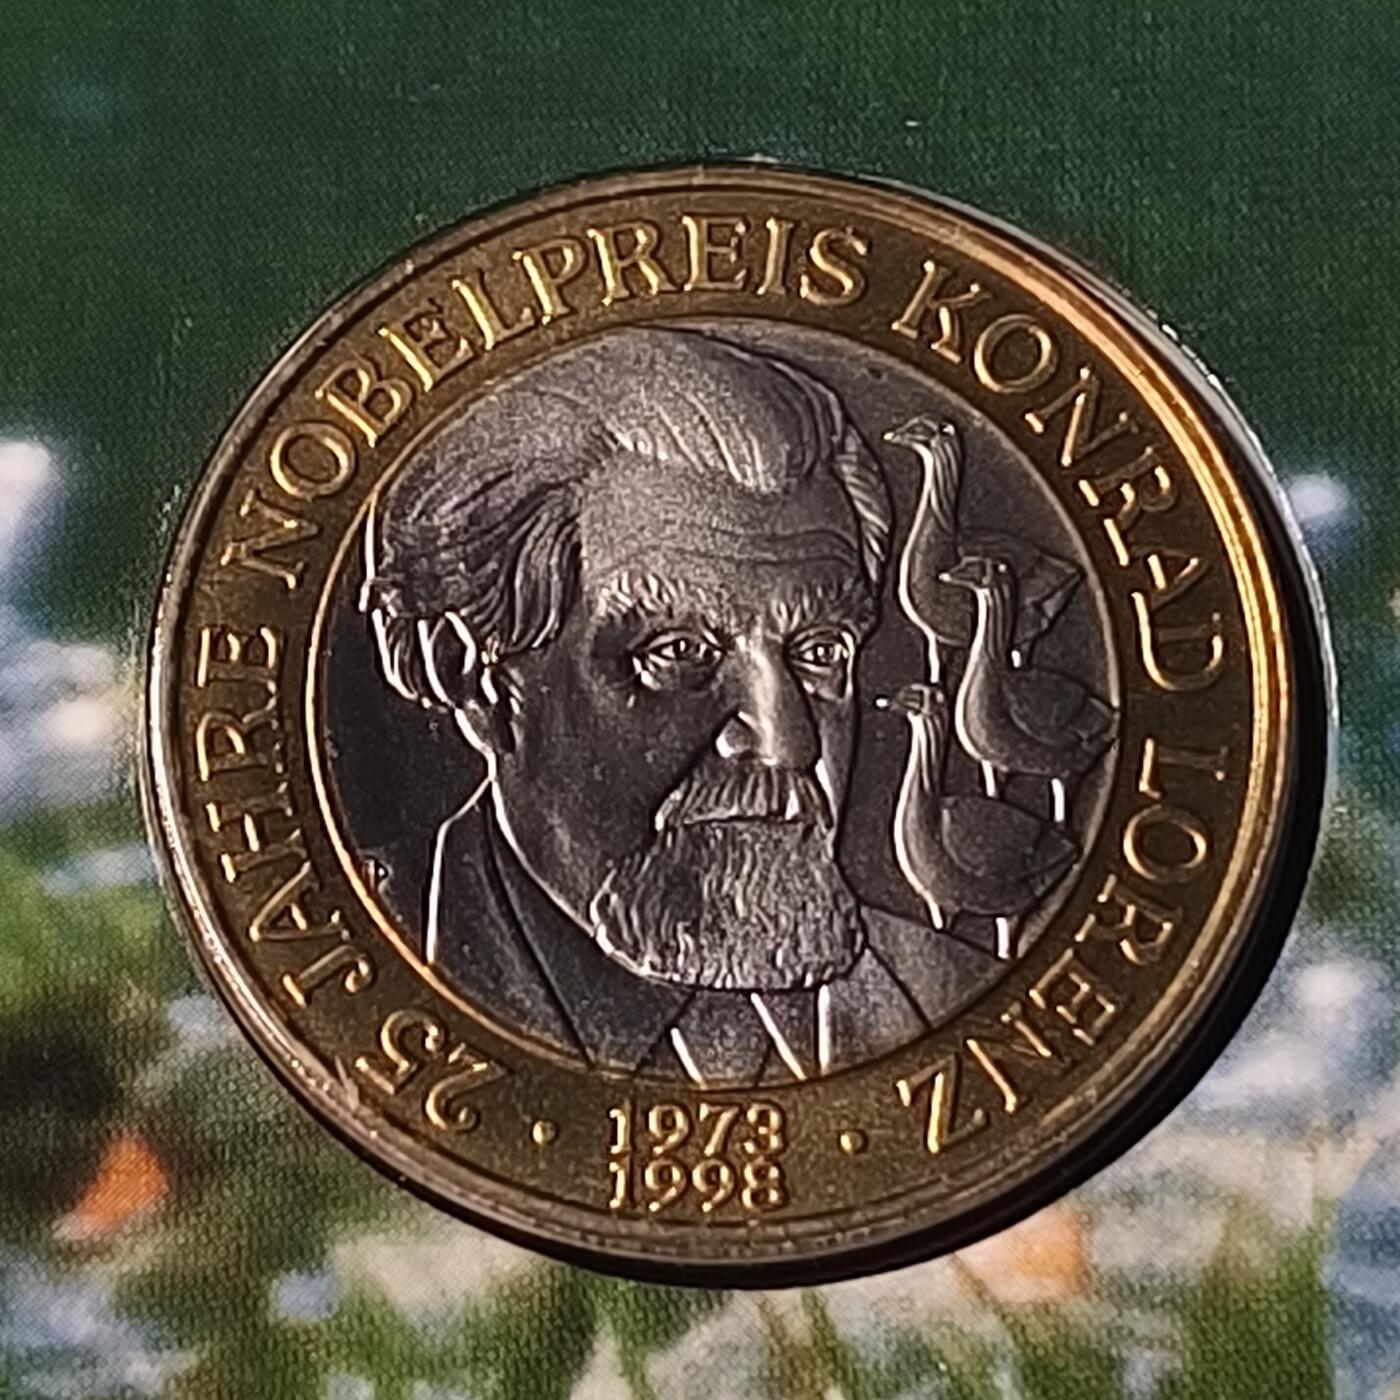 25 JAHRE NOBELPREIS KONRAD LORENZ
1973
1998